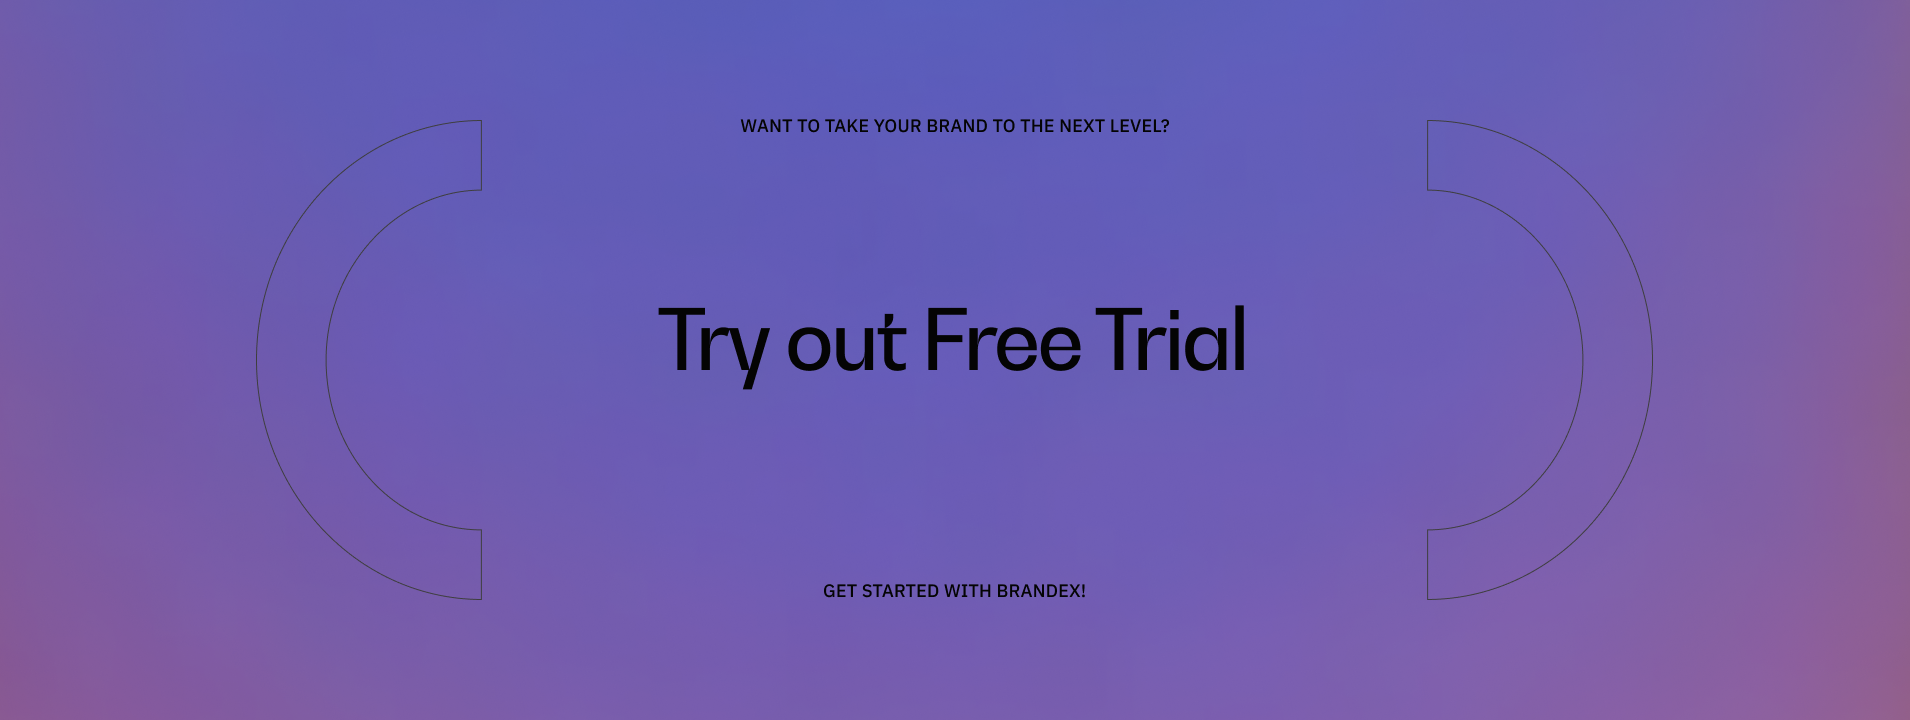 WANT TO TAKE YOUR BRAND TO THE NEXT LEVEL?
Try out Free Trial
GET STARTED WITH BRANDEX!